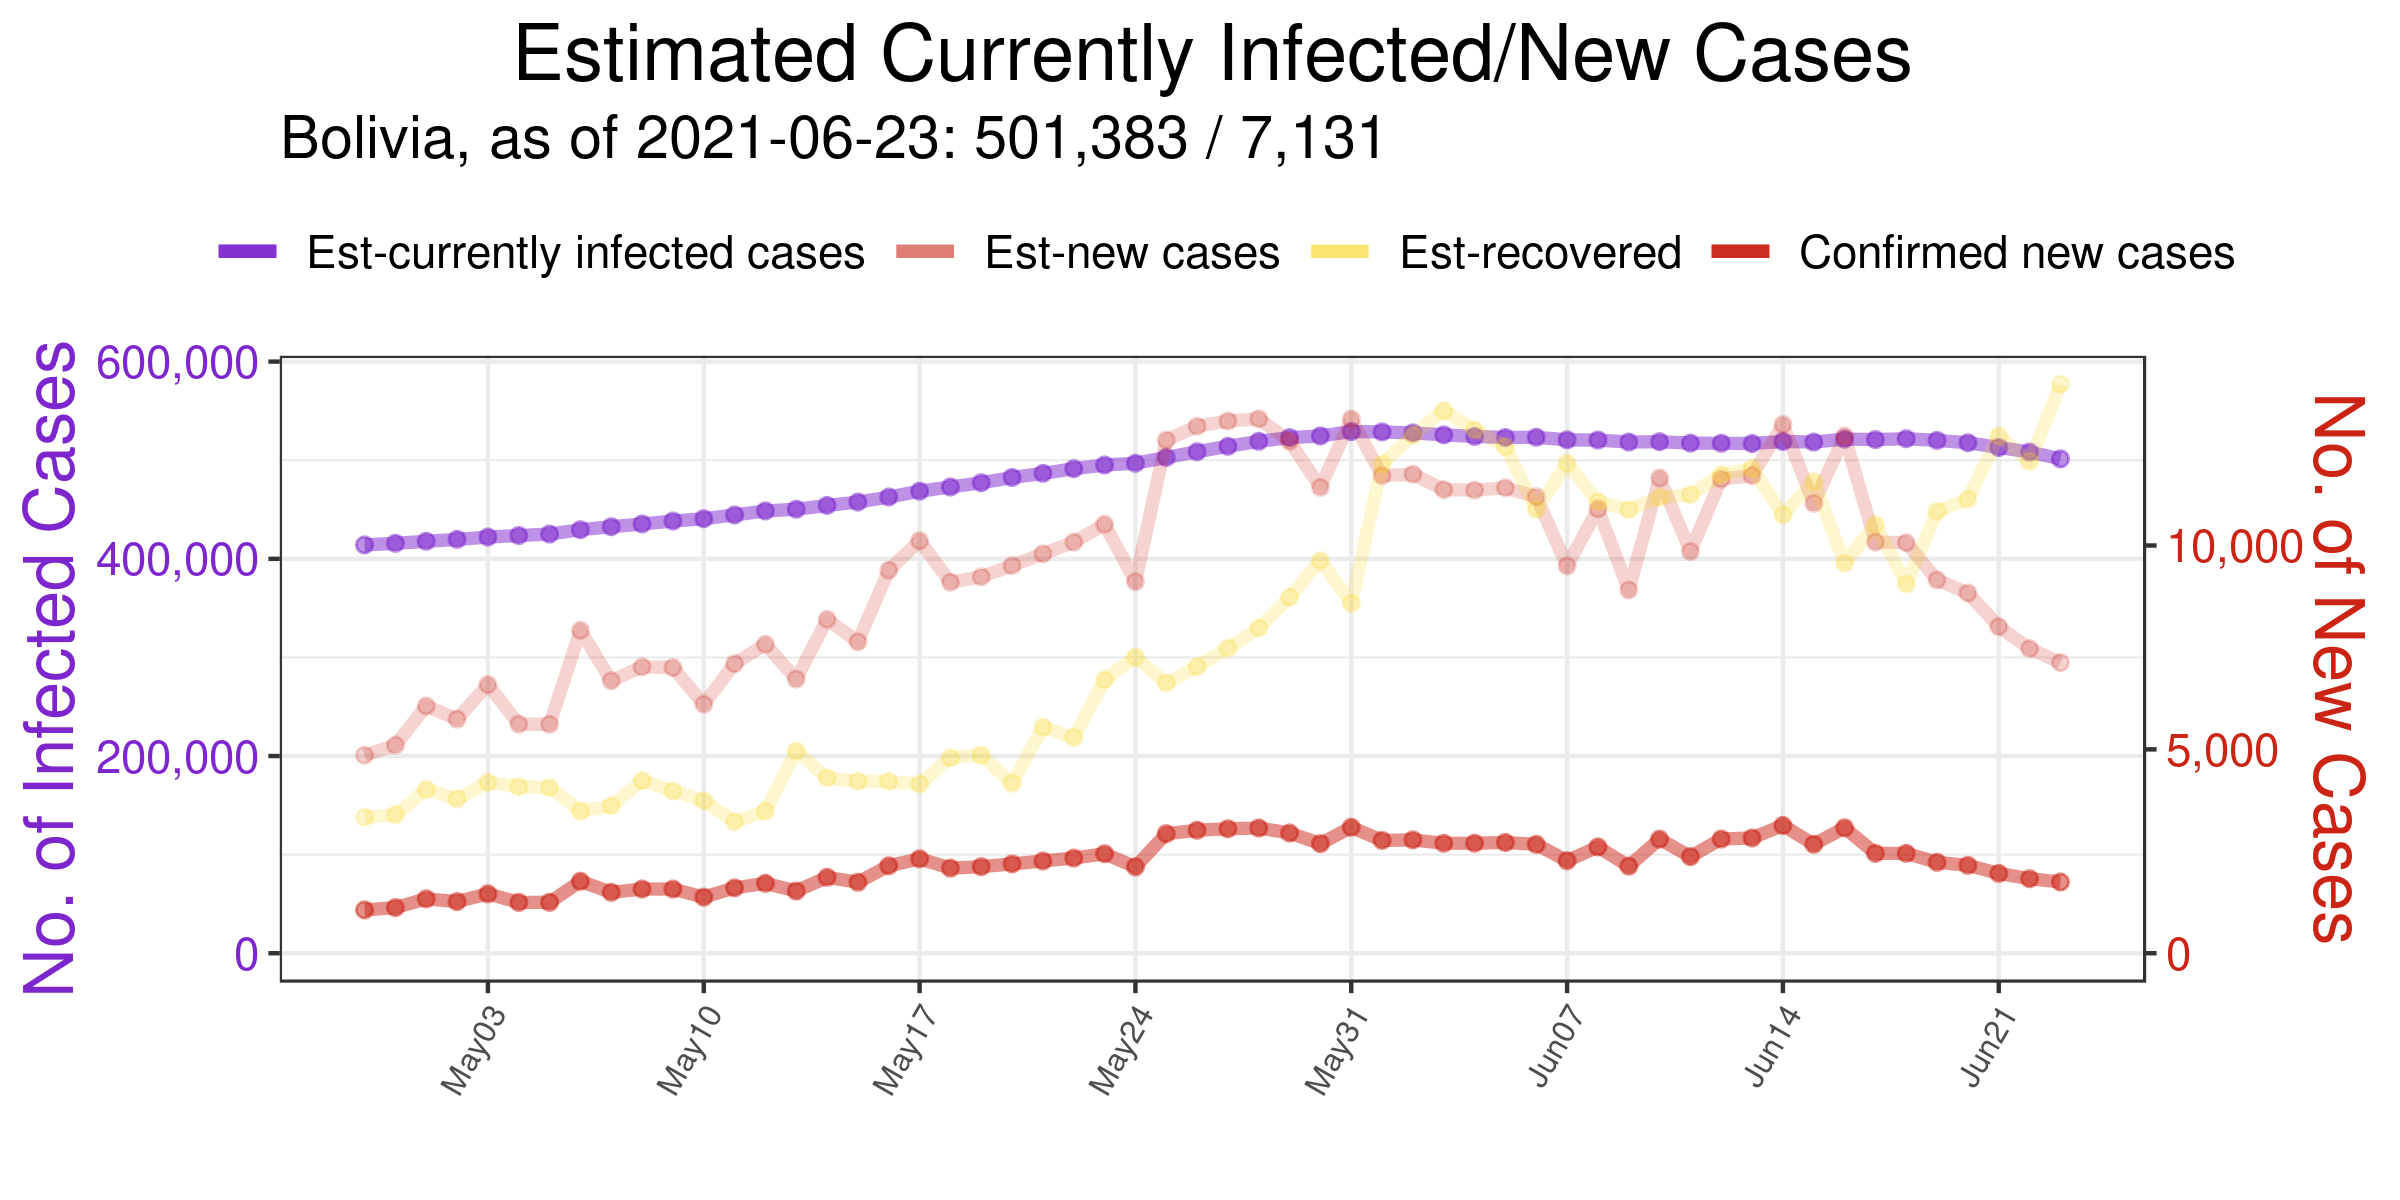 Estimated Currently Infected/New Cases
Bolivia, as of 2021-06-23: 501,383 / 7,131
Est-currently infected cases Est-new cases Est-recovered Confirmed new cases
No. of Infected Cases
600,000
400,000
200,000
0
No. of New Cases
10,000
5,000
0
May03 May10 May17 May24 May31 Jun07 Jun14 Jun21